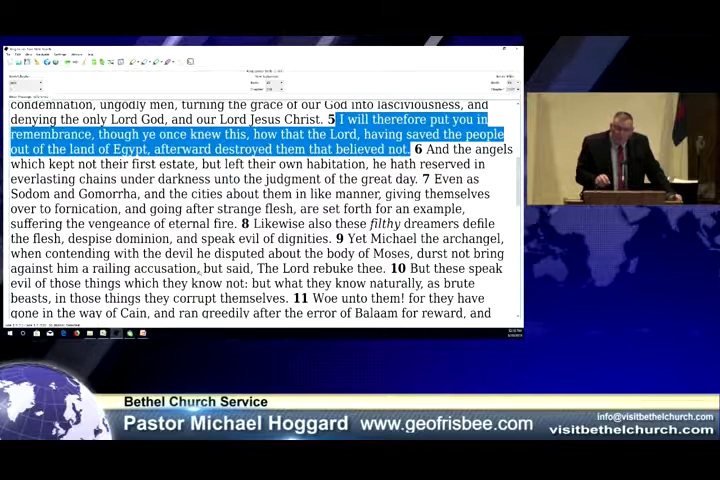 condemnation, ungodly men, turning the grace of our God into lasciviousness, and
denying the only Lord God, and our Lord Jesus Christ. 5 I will therefore put you in
remembrance, though ye once knew this, how that the Lord, having saved the people
out of the land of Egypt, afterward destroyed them that believed not. 6 And the angels
which kept not their first estate, but left their own habitation, he hath reserved in
everlasting chains under darkness unto the judgment of the great day. 7 Even as
Sodom and Gomorrha, and the cities about them in like manner, giving themselves
over to fornication, and going after strange flesh, are set forth for an example,
suffering the vengeance of eternal fire. 8 Likewise also these filthy dreamers defile
the flesh, despise dominion, and speak evil of dignities. 9 Yet Michael the archangel,
when contending with the devil he disputed about the body of Moses, durst not bring
against him a railing accusation, but said, The Lord rebuke thee. 10 But these speak
evil of those things which they know not: but what they know naturally, as brute
beasts, in those things they corrupt themselves. 11 Woe unto them! for they have
gone in the way of Cain, and ran greedily after the error of Balaam for reward, and
Bethel Church Service
Pastor Michael Hoggard www.geofrisbee.com
info@visitbethelchurch.com
visitbethelchurch.com